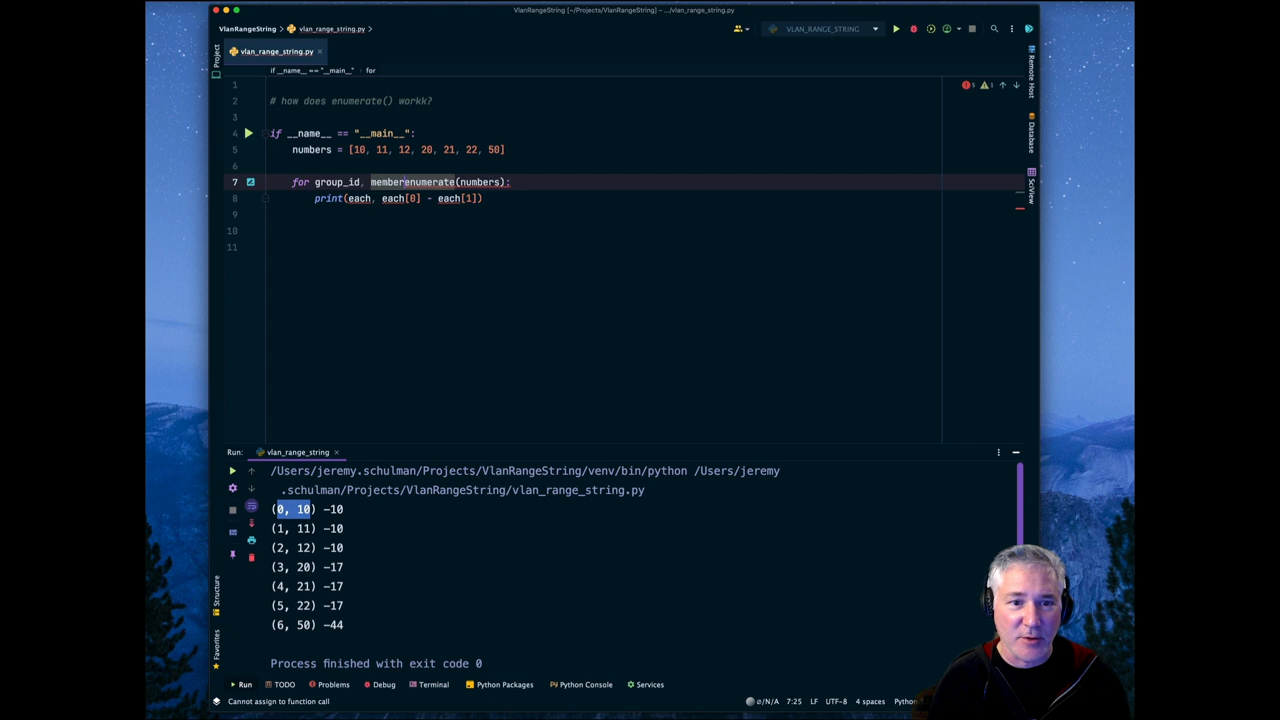 VlanRangeString [~/Projects/VlanRangeString] – .../vlan_range_string.py
VlanRangeString > vlan_range_string.py >
VLAN_RANGE_STRING
Project
vlan_range_string.py ×
if __name__ == "__main__" > for
5 1
1
2 # how does enumerate() workk?
3
4 if __name__ == "__main__":
5 numbers = [10, 11, 12, 20, 21, 22, 50]
6
7 for group_id, memberenumerate(numbers):
8 print(each, each[0] - each[1])
9
10
11
Remote Host
Database
SciView
Run: vlan_range_string ×
/Users/jeremy.schulman/Projects/VlanRangeString/venv/bin/python /Users/jeremy
.schulman/Projects/VlanRangeString/vlan_range_string.py
(0, 10) -10
(1, 11) -10
(2, 12) -10
(3, 20) -17
(4, 21) -17
(5, 22) -17
(6, 50) -44
Process finished with exit code 0
Structure
Favorites
Run TODO Problems Debug Terminal Python Packages Python Console Services
Cannot assign to function call
⌀/N/A 7:25 LF UTF-8 4 spaces Python